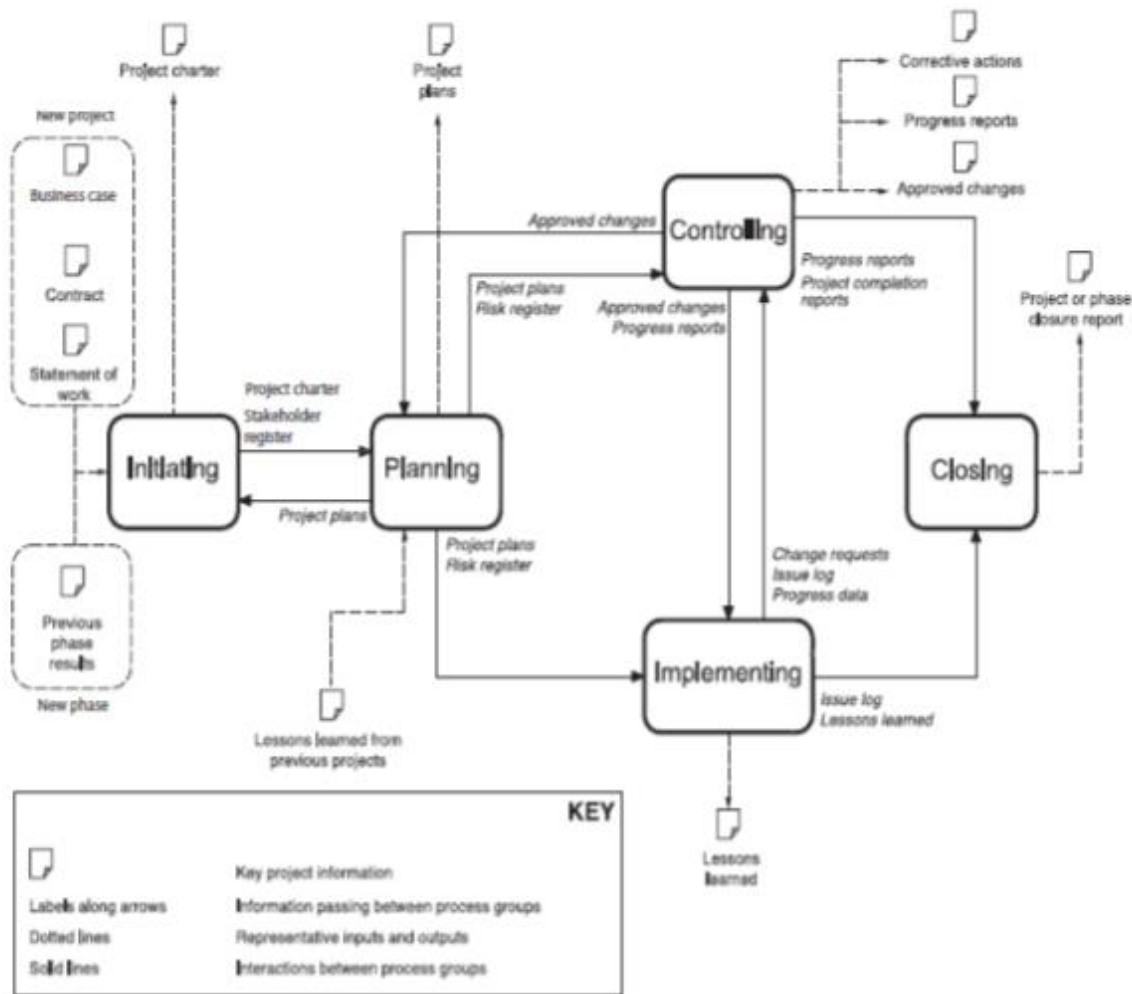 Project charter
Project
plans
Corrective actions
Progress reports
Approved changes
New project
Business case
Contract
Statement of
work
Approved changes
Controlling
Project plans
Risk register
Approved changes
Progress reports
Progress reports
Project completion
reports
Project or phase
closure report
Project charter
Stakeholder
register
Initiating
Planning
Closing
Project plans
Project plans
Risk register
Change requests
Issue log
Progress data
Previous
phase
results
New phase
Implementing
Issue log
Lessons learned
Lessons learned from
previous projects
Lessons
learned
KEY
Key project information
Labels along arrows Information passing between process groups
Dotted lines Representative inputs and outputs
Solid lines Interactions between process groups